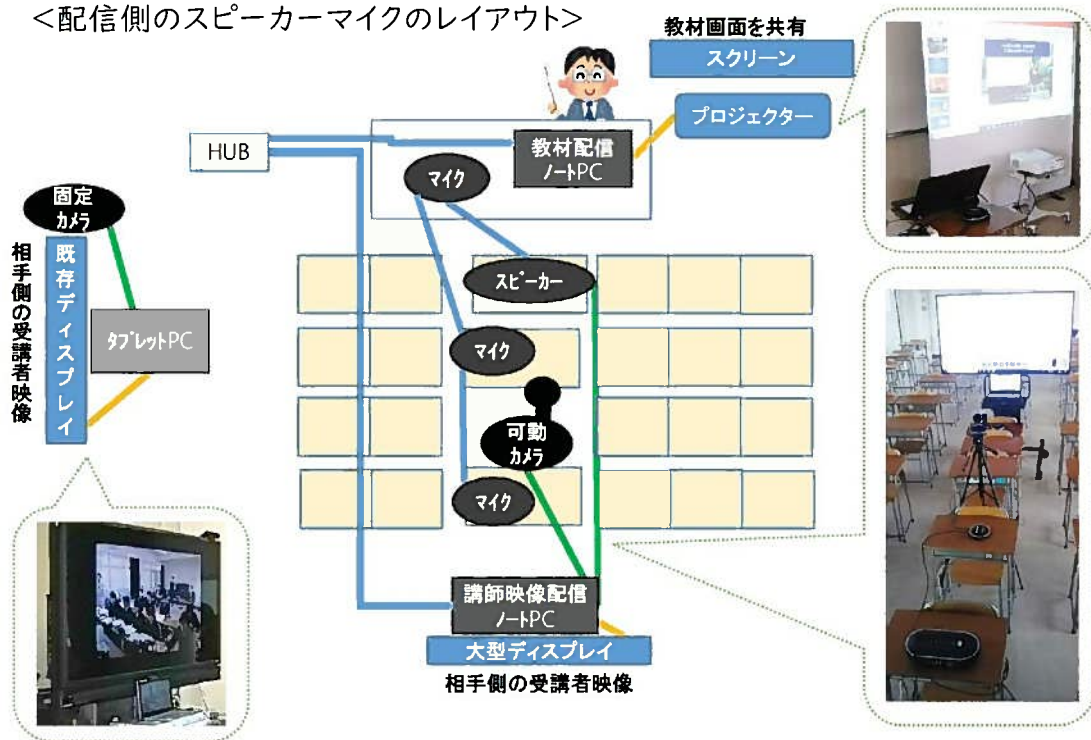 <配信側のスピーカーマイクのレイアウト>
教材画面を共有
スクリーン
プロジェクター
HUB
教材配信
ノートPC
マイク
固定
カメラ
相手側の受講者映像
既存ディスプレイ
タブレットPC
スピーカー
マイク
可動
カメラ
マイク
講師映像配信
ノートPC
大型ディスプレイ
相手側の受講者映像